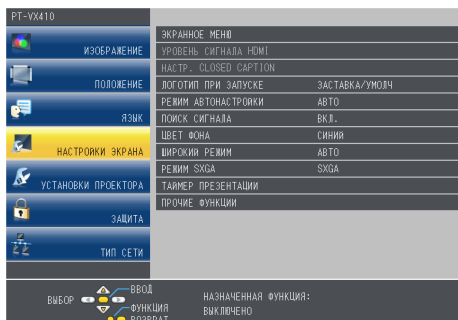 PT-VX410
ИЗОБРАЖЕНИЕ
ПОЛОЖЕНИЕ
ЯЗЫК
НАСТРОЙКИ ЭКРАНА
УСТАНОВКИ ПРОЕКТОРА
ЗАЩИТА
ТИП СЕТИ
ЭКРАННОЕ МЕНЮ
УРОВЕНЬ СИГНАЛА HDMI
НАСТР. CLOSED CAPTION
ЛОГОТИП ПРИ ЗАПУСКЕ ЗАСТАВКА/УМОЛЧ
РЕЖИМ АВТОНАСТРОЙКИ АВТО
ПОИСК СИГНАЛА ВКЛ.
ЦВЕТ ФОНА СИНИЙ
ШИРОКИЙ РЕЖИМ АВТО
РЕЖИМ SXGA SXGA
ТАЙМЕР ПРЕЗЕНТАЦИИ
ПРОЧИЕ ФУНКЦИИ
ВЫБОР
ВВОД
ФУНКЦИЯ
ВОЗВРАТ
НАЗНАЧЕННАЯ ФУНКЦИЯ:
ВЫКЛЮЧЕНО